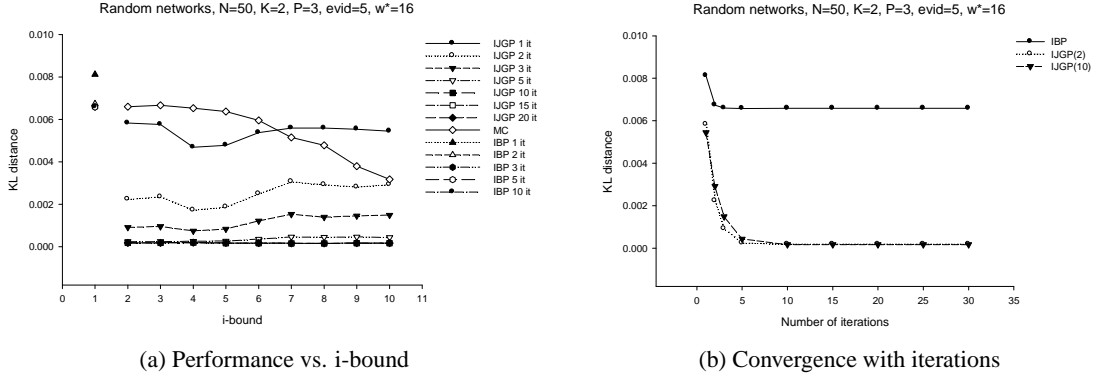 Random networks, N=50, K=2, P=3, evid=5, w*=16
KL distance
0.010
0.008
0.006
0.004
0.002
0.000
0 1 2 3 4 5 6 7 8 9 10 11
i-bound
IJGP 1 it
IJGP 2 it
IJGP 3 it
IJGP 5 it
IJGP 10 it
IJGP 15 it
IJGP 20 it
MC
IBP 1 it
IBP 2 it
IBP 3 it
IBP 5 it
IBP 10 it
(a) Performance vs. i-bound
Random networks, N=50, K=2, P=3, evid=5, w*=16
KL distance
0.010
0.008
0.006
0.004
0.002
0.000
0 5 10 15 20 25 30 35
Number of iterations
IBP
IJGP(2)
IJGP(10)
(b) Convergence with iterations